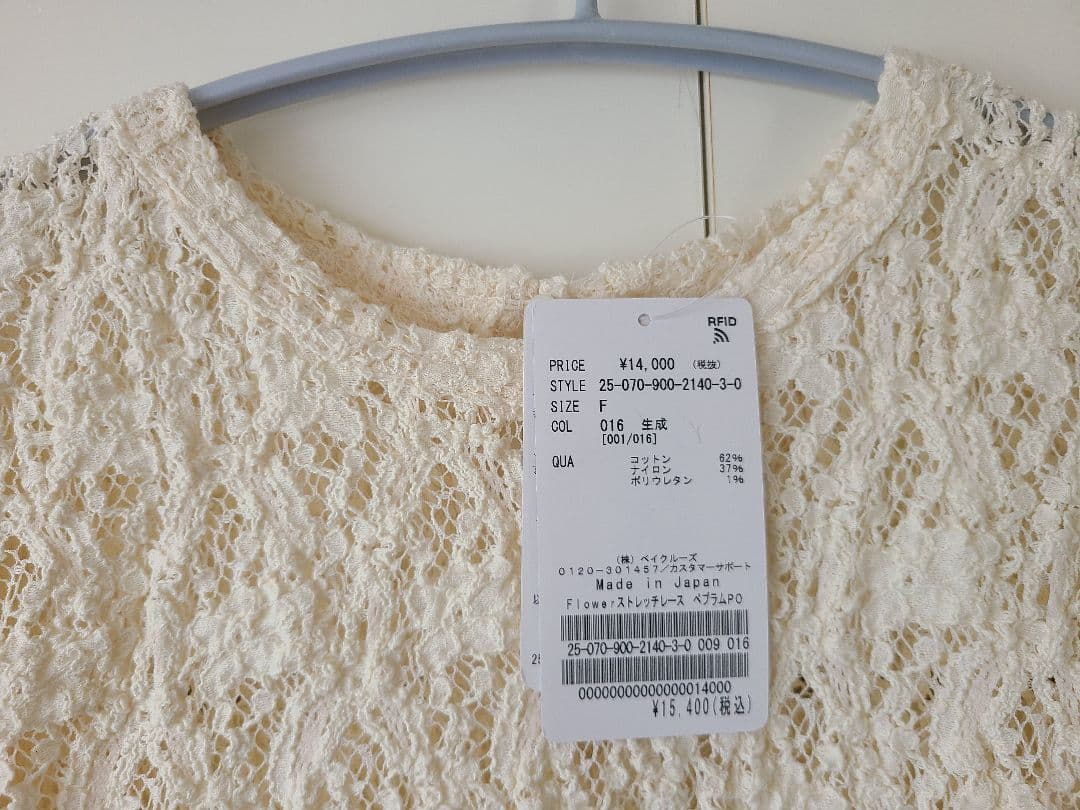 RFID
PRICE ¥14,000 (税抜)
STYLE 25-070-900-2140-3-0
SIZE F
COL 016 生成
[001/016]
QUA コットン 62%
ナイロン 37%
ポリウレタン 1%
(株)ベイクルーズ
0120-301457/カスタマーサポート
Made in Japan
Flowerストレッチレース ペプラムPO
25-070-900-2140-3-0 009 016
00000000000000014000
¥15,400(税込)